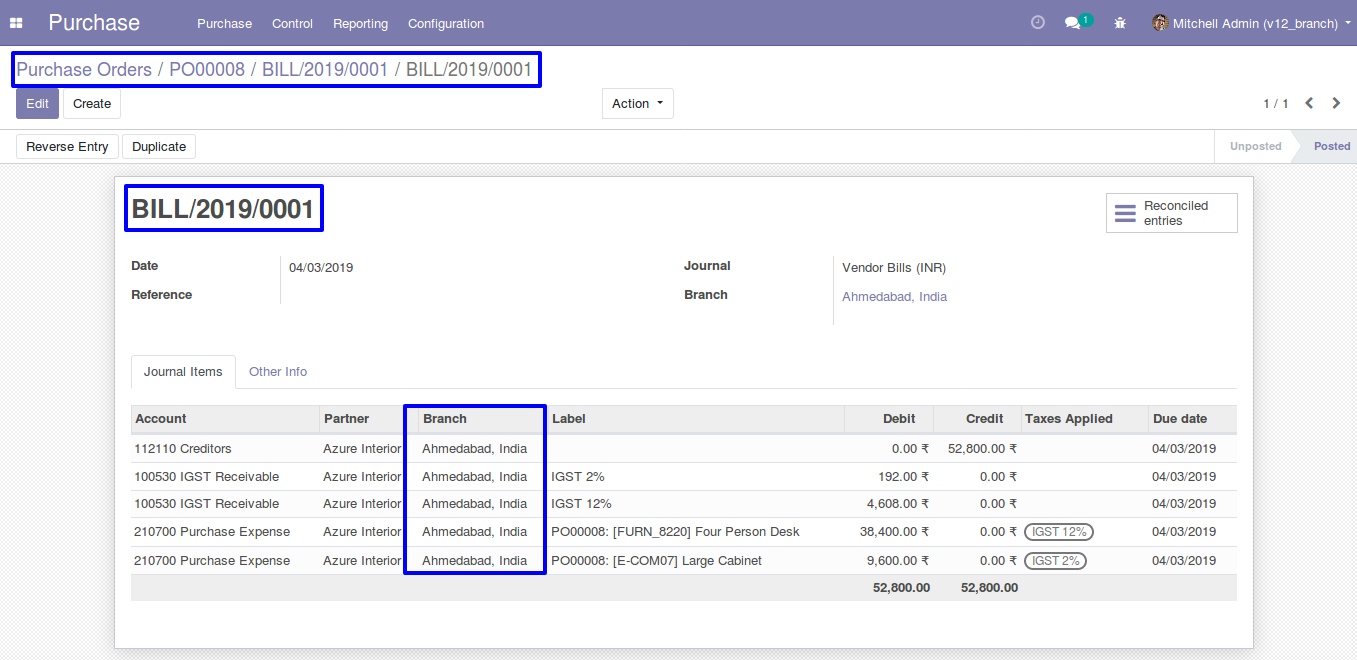 Purchase Purchase Control Reporting Configuration 1 Mitchell Admin (v12_branch)
Purchase Orders / PO00008 / BILL/2019/0001 / BILL/2019/0001
Edit Create Action 1 / 1
Reverse Entry Duplicate Unposted Posted
BILL/2019/0001
Reconciled
entries
Date 04/03/2019 Journal Vendor Bills (INR)
Reference Branch Ahmedabad, India
Journal Items Other Info
Account Partner Branch Label Debit Credit Taxes Applied Due date
112110 Creditors Azure Interior Ahmedabad, India 0.00 ₹ 52,800.00 ₹ 04/03/2019
100530 IGST Receivable Azure Interior Ahmedabad, India IGST 2% 192.00 ₹ 0.00 ₹ 04/03/2019
100530 IGST Receivable Azure Interior Ahmedabad, India IGST 12% 4,608.00 ₹ 0.00 ₹ 04/03/2019
210700 Purchase Expense Azure Interior Ahmedabad, India PO00008: [FURN_8220] Four Person Desk 38,400.00 ₹ 0.00 ₹ IGST 12% 04/03/2019
210700 Purchase Expense Azure Interior Ahmedabad, India PO00008: [E-COM07] Large Cabinet 9,600.00 ₹ 0.00 ₹ IGST 2% 04/03/2019
52,800.00 52,800.00